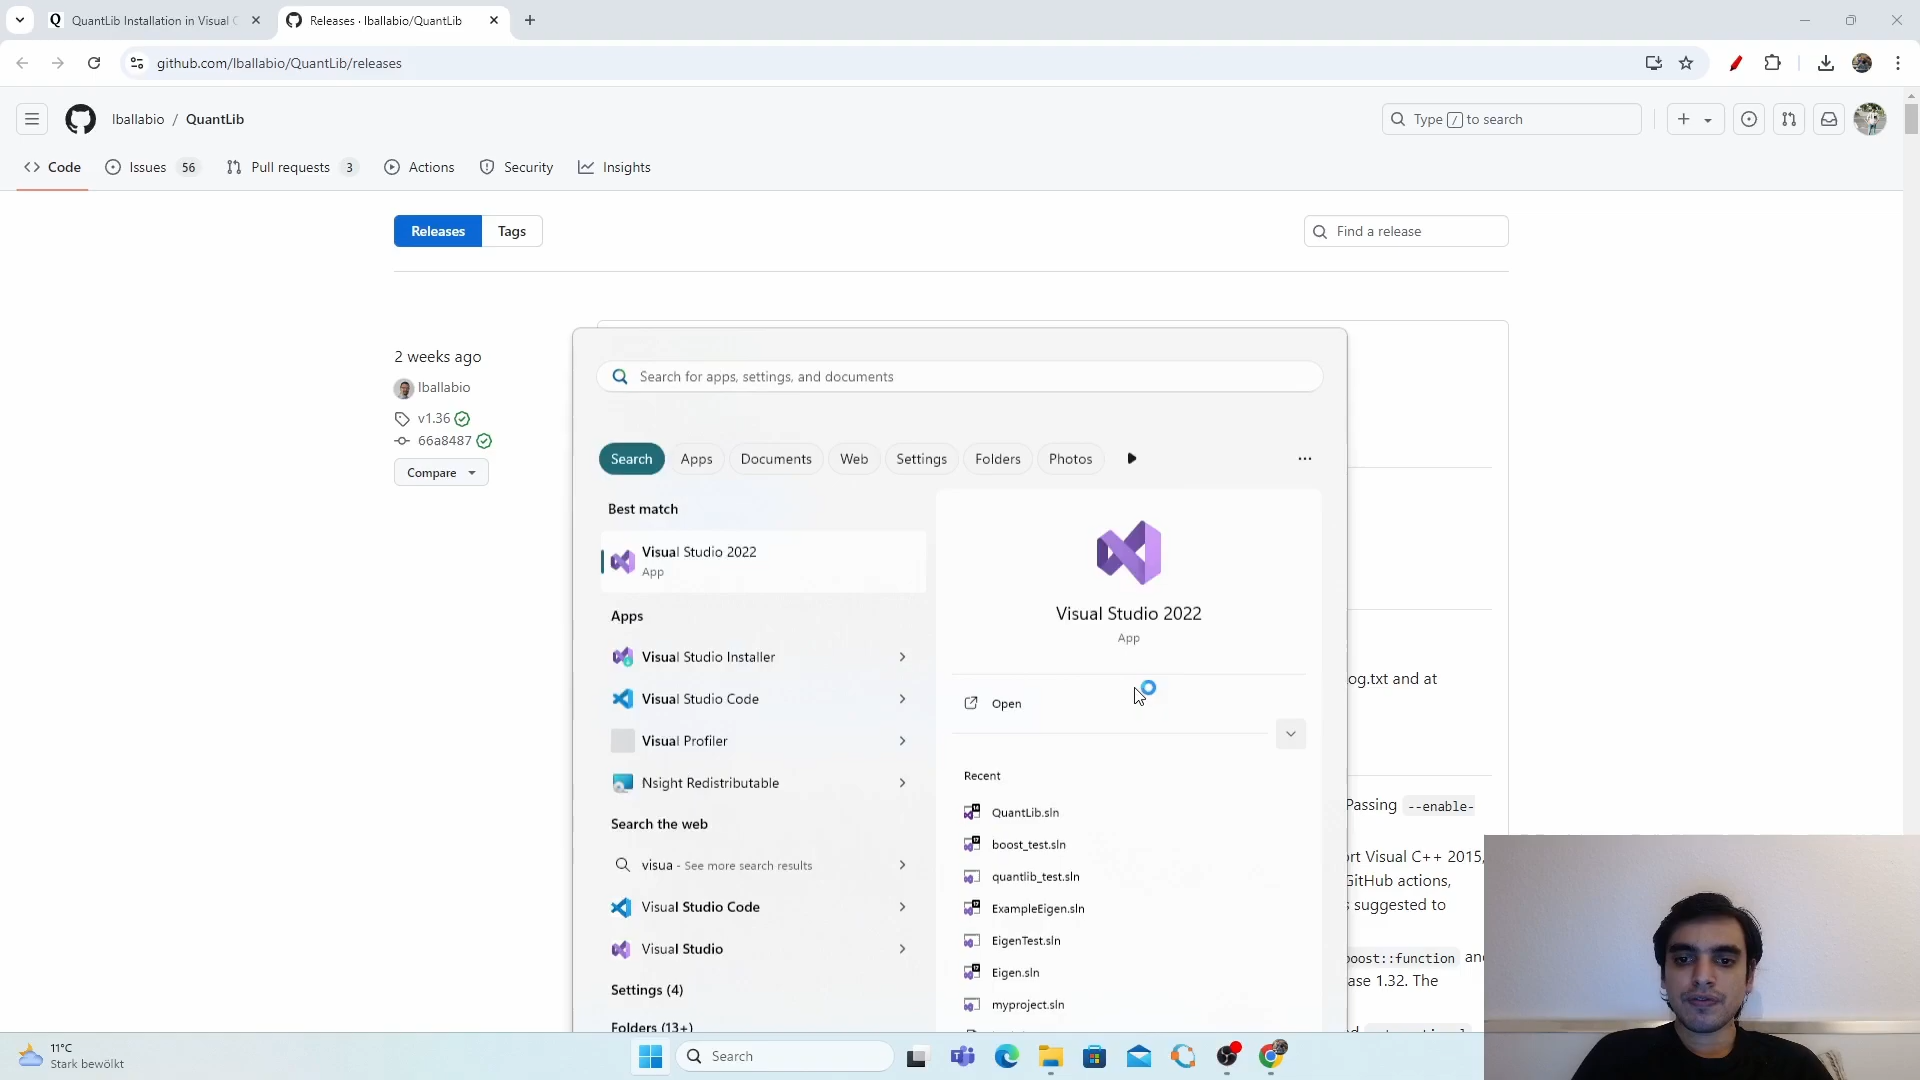 QuantLib Installation in Visual C
Releases · lballabio/QuantLib
github.com/lballabio/QuantLib/releases
lballabio / QuantLib
Type / to search
Code
Issues 56
Pull requests 3
Actions
Security
Insights
Releases
Tags
Find a release
2 weeks ago
lballabio
v1.36
66a8487
Compare
Search for apps, settings, and documents
Search
Apps
Documents
Web
Settings
Folders
Photos
Best match
Visual Studio 2022
App
Apps
Visual Studio Installer
Visual Studio Code
Visual Profiler
Nsight Redistributable
Search the web
visua - See more search results
Visual Studio Code
Visual Studio
Settings (4)
Folders (13+)
Visual Studio 2022
App
Open
Recent
QuantLib.sln
boost_test.sln
quantlib_test.sln
ExampleEigen.sln
EigenTest.sln
Eigen.sln
myproject.sln
og.txt and at
Passing --enable-
rt Visual C++ 2015,
GitHub actions,
s suggested to
boost::function and
ase 1.32. The
11°C
Stark bewölkt
Search